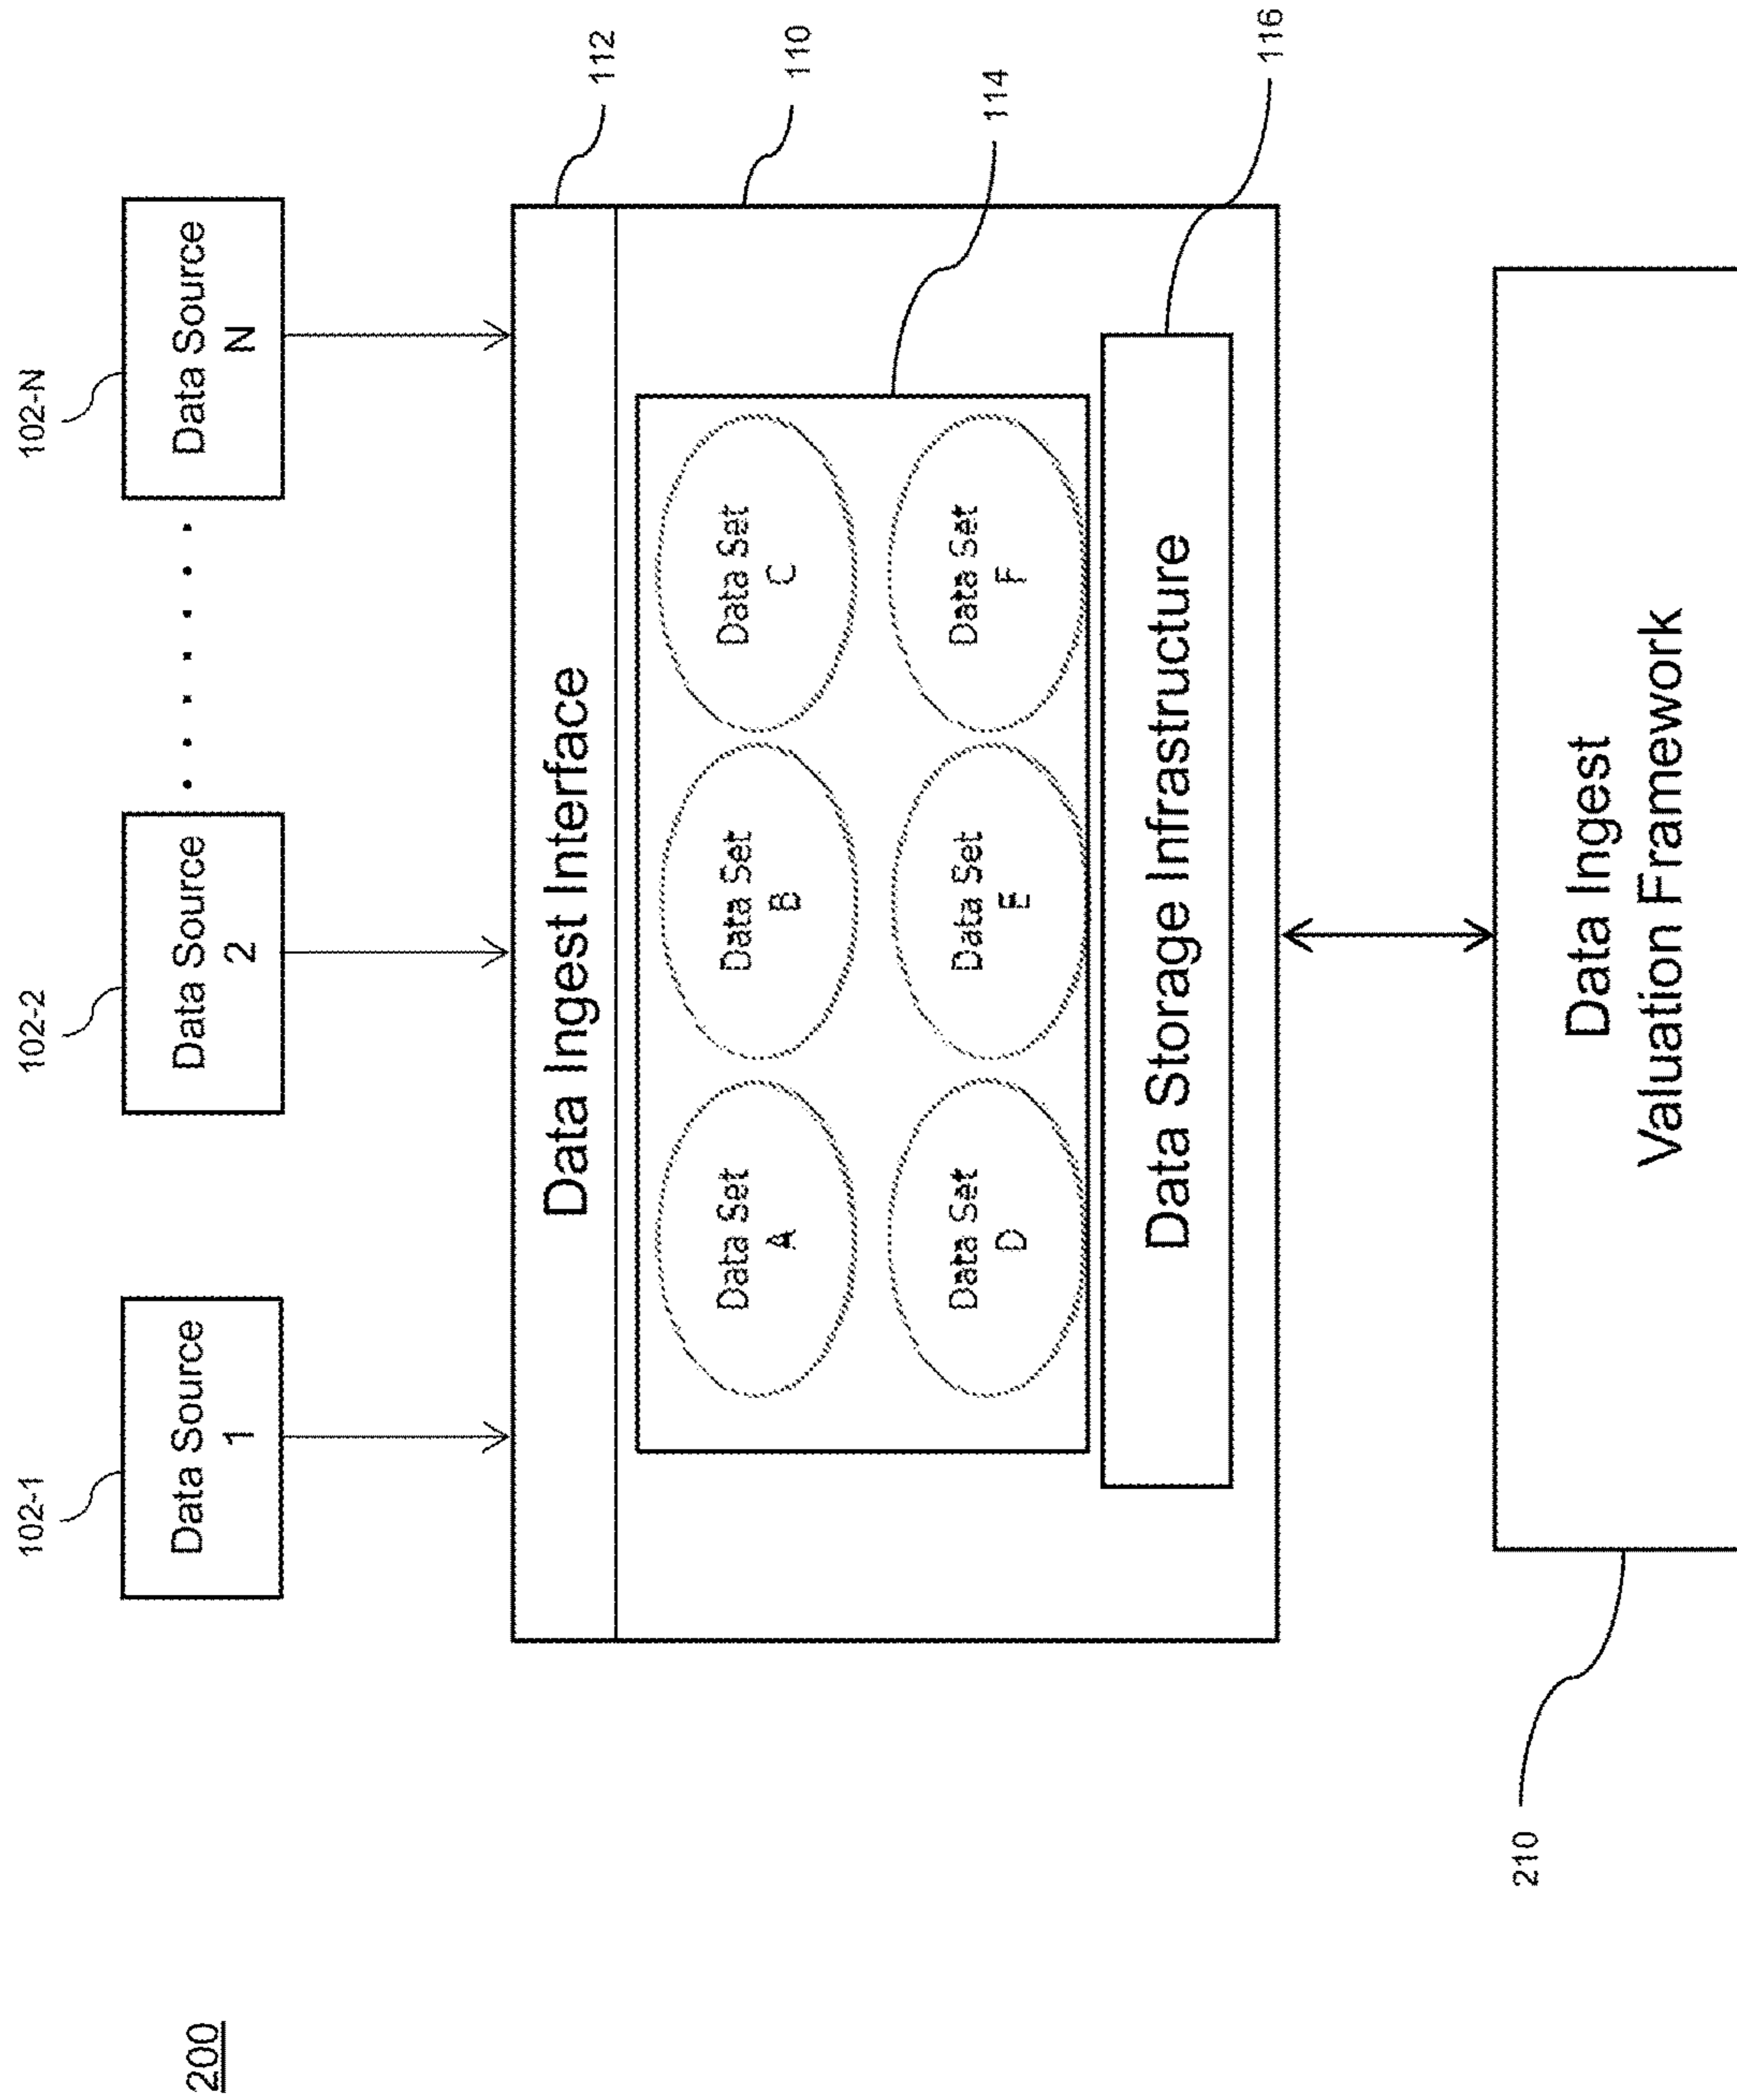 200
102-1
102-2
102-N
Data Source
1
Data Source
2
Data Source
N
Data Ingest Interface
112
110
Data Set
A
Data Set
B
Data Set
C
114
Data Set
D
Data Set
E
Data Set
F
Data Storage Infrastructure
116
210
Data Ingest
Valuation Framework